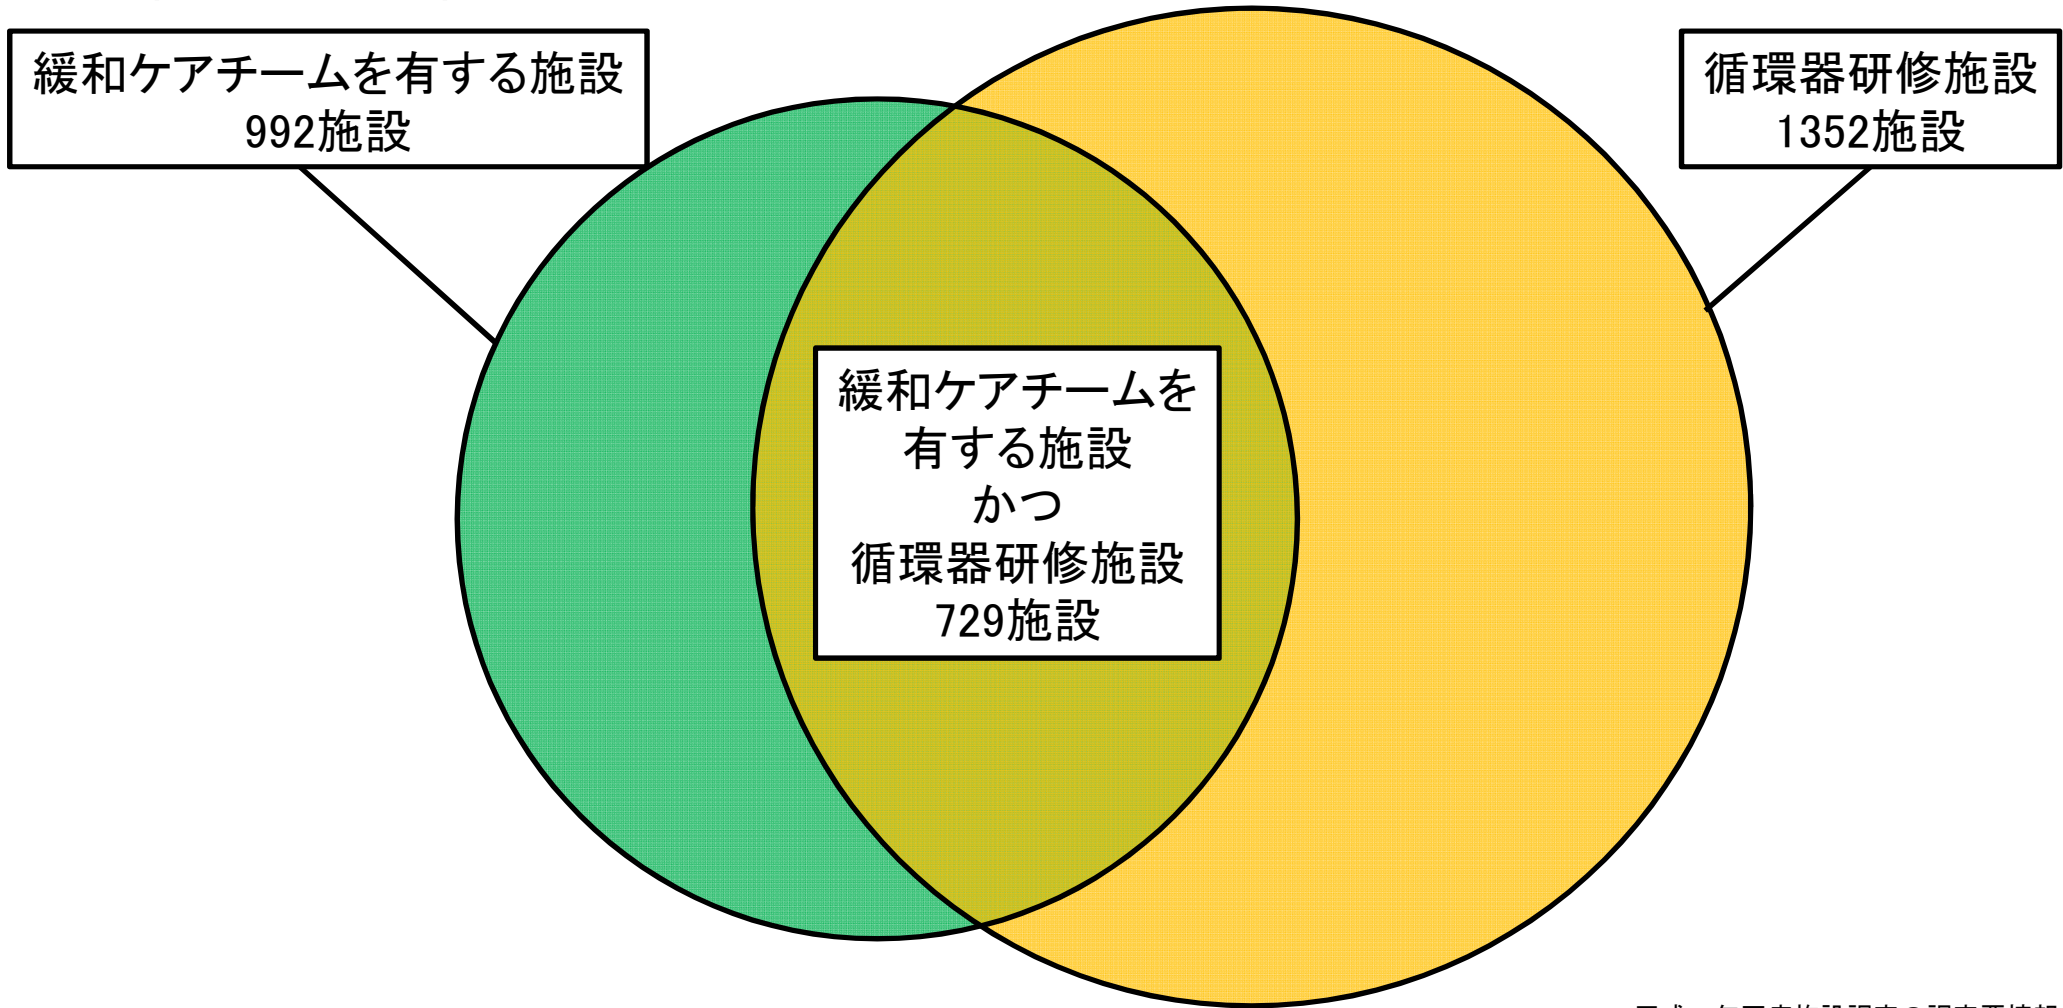 緩和ケアチームを有する施設
992施設
循環器研修施設
1352施設
緩和ケアチームを
有する施設
かつ
循環器研修施設
729施設